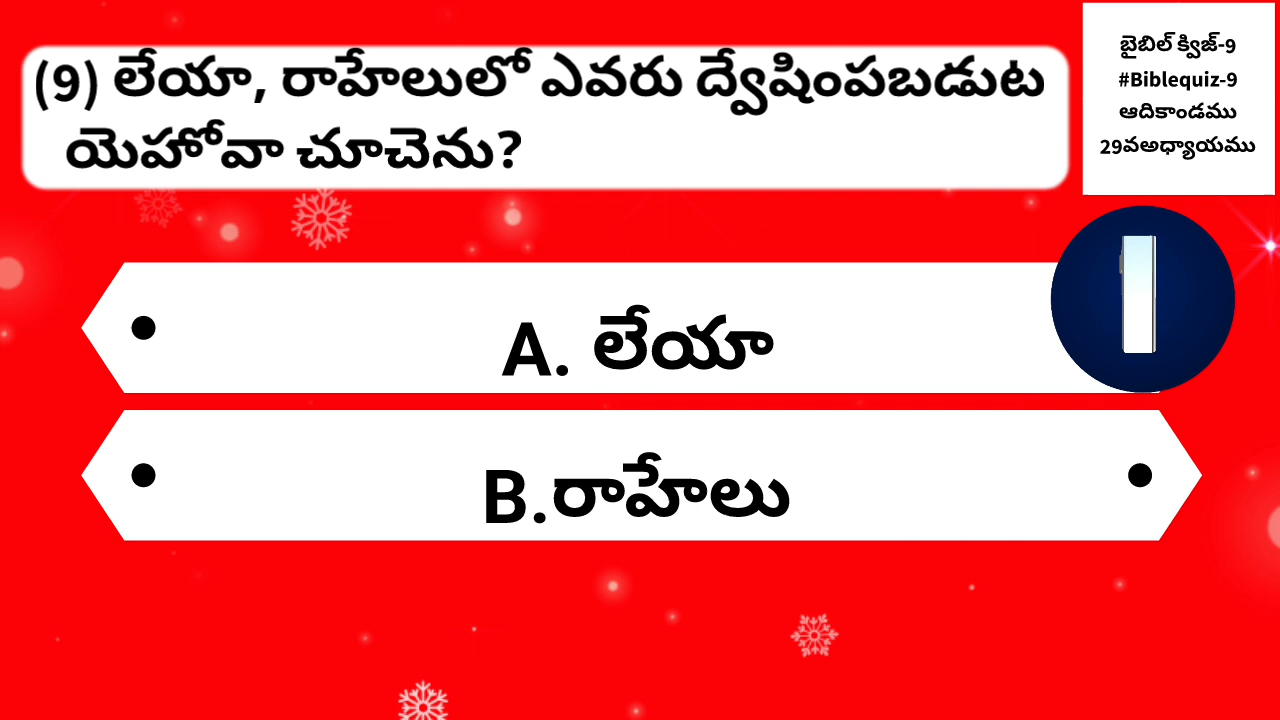 (9) లేయా, రాహేలులో ఎవరు ద్వేషింపబడుట
యెహోవా చూచెను?
బైబిల్ క్విజ్-9
#Biblequiz-9
ఆదికాండము
29వఅధ్యాయము
• A. లేయా
• B.రాహేలు •